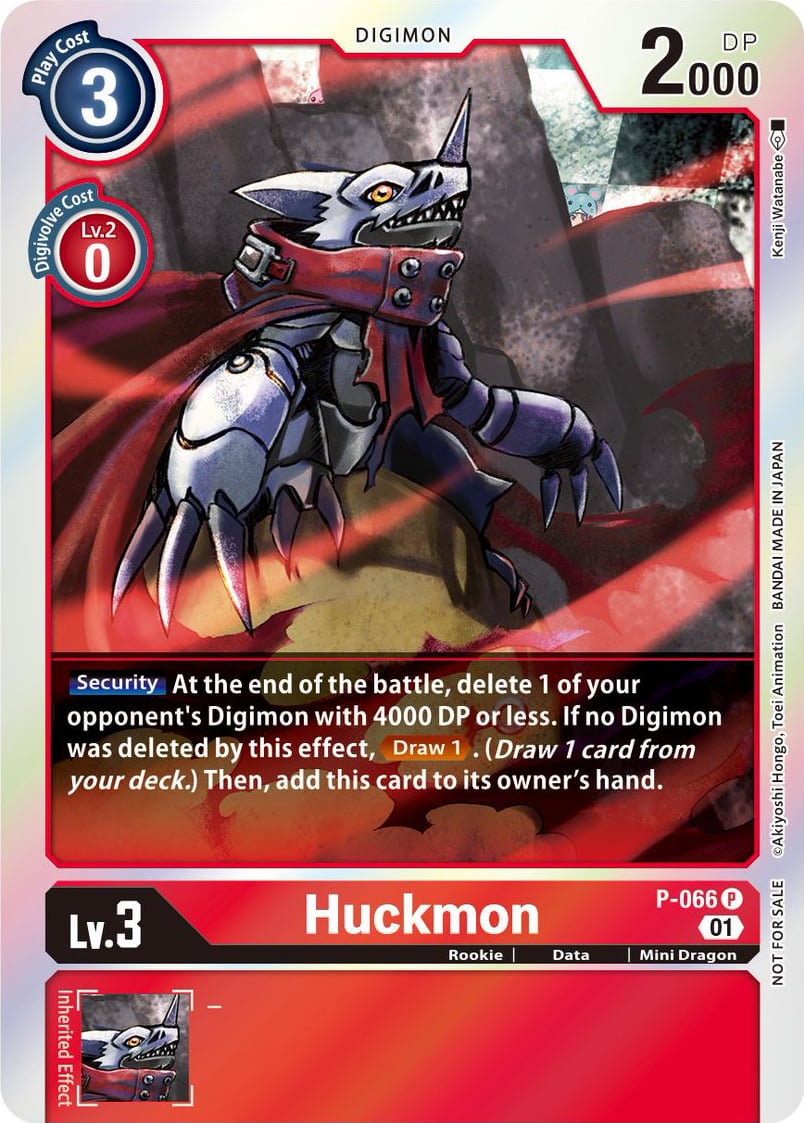 DIGIMON
Play Cost
3
DP
2000
Digivolve Cost
Lv.2
0
Kenji Watanabe
Security At the end of the battle, delete 1 of your
opponent's Digimon with 4000 DP or less. If no Digimon
was deleted by this effect, Draw 1 . (Draw 1 card from
your deck.) Then, add this card to its owner's hand.
©Akiyoshi Hongo, Toei Animation BANDAI MADE IN JAPAN
NOT FOR SALE
Lv.3
Huckmon
P-066 P
01
Rookie | Data | Mini Dragon
Inherited Effect
–